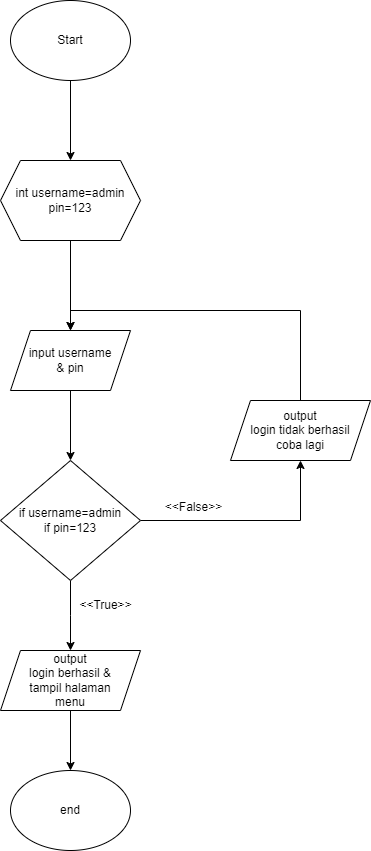 Start
int username=admin
pin=123
input username
& pin
output
login tidak berhasil
coba lagi
if username=admin
if pin=123
<<False>>
<<True>>
output
login berhasil &
tampil halaman
menu
end